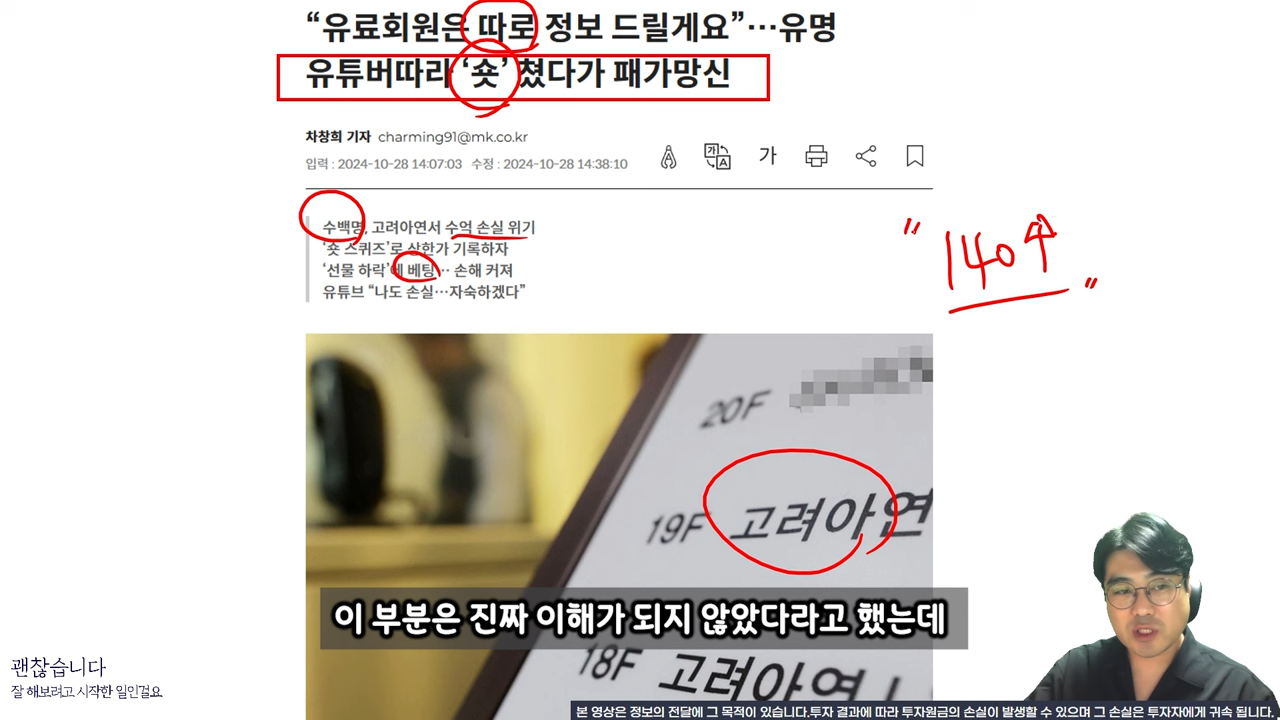 “유료회원은 따로 정보 드릴게요”…유명
유튜버따라 ‘숏’ 쳤다가 패가망신
차창희 기자 charming91@mk.co.kr
입력 : 2024-10-28 14:07:03 수정 : 2024-10-28 14:38:10
가
A
가
수백명, 고려아연서 수억 손실 위기
‘숏 스퀴즈’로 상한가 기록하자
‘선물 하락’에 베팅… 손해 커져
유튜브 “나도 손실…자숙하겠다”
"140↑"
20F
19F 고려아연
이 부분은 진짜 이해가 되지 않았다라고 했는데
18F 고려아연
괜찮습니다
잘 해보려고 시작한 일인걸요
본 영상은 정보의 전달에 그 목적이 있습니다.투자 결과에 따라 투자원금의 손실이 발생할 수 있으며 그 손실은 투자자에게 귀속 됩니다.